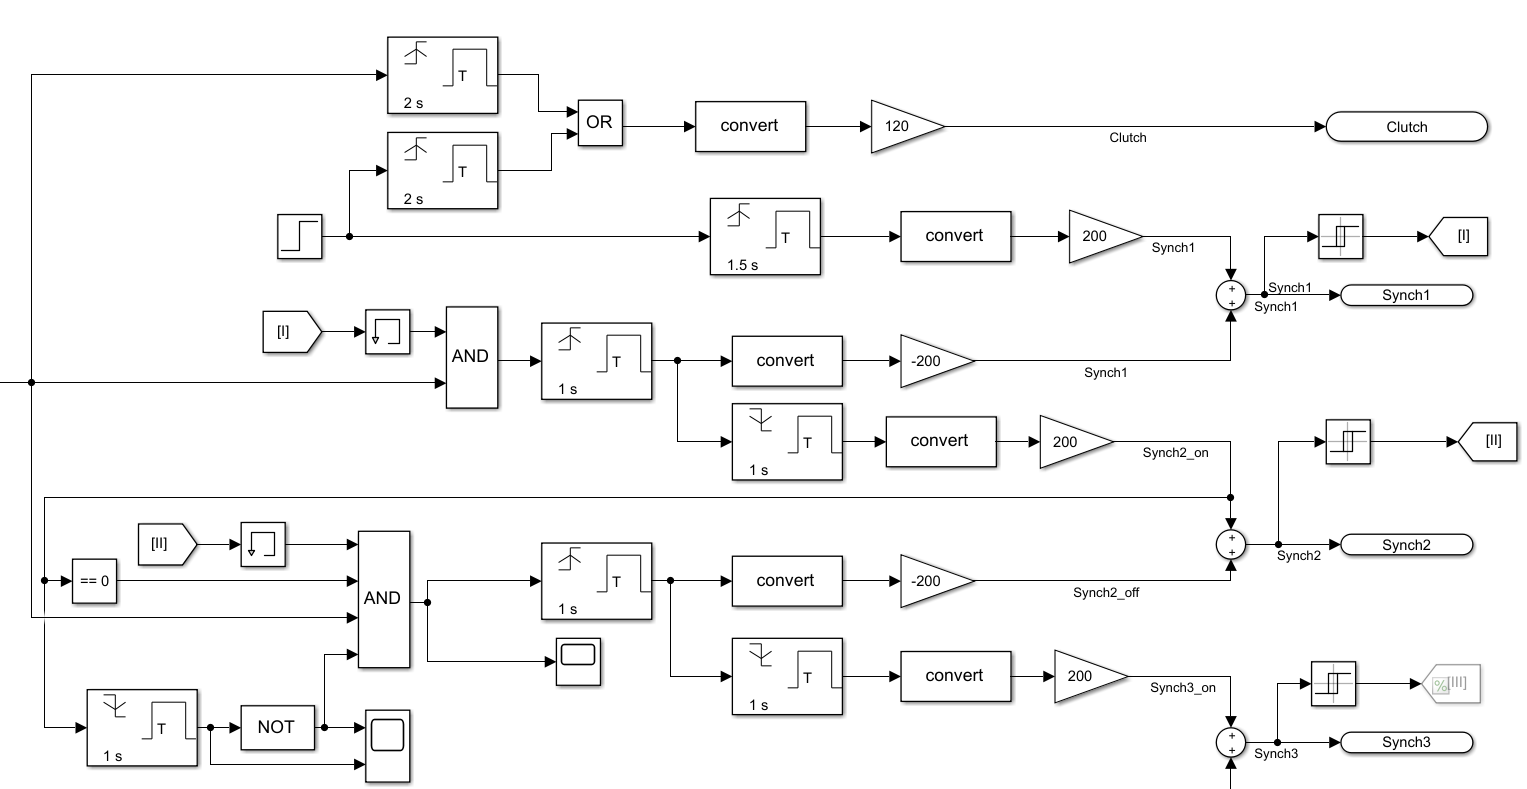 T
2 s
OR
convert
120
Clutch
Clutch
T
2 s
T
1.5 s
convert
200
Synch1
[I]
Synch1
Synch1
+
+
Synch1
[I]
AND
T
1 s
convert
-200
Synch1
T
1 s
convert
200
Synch2_on
[II]
[II]
== 0
AND
T
1 s
convert
-200
Synch2_off
+
+
Synch2
Synch2
T
1 s
convert
200
Synch3_on
%
[III]
T
1 s
NOT
+
+
Synch3
Synch3